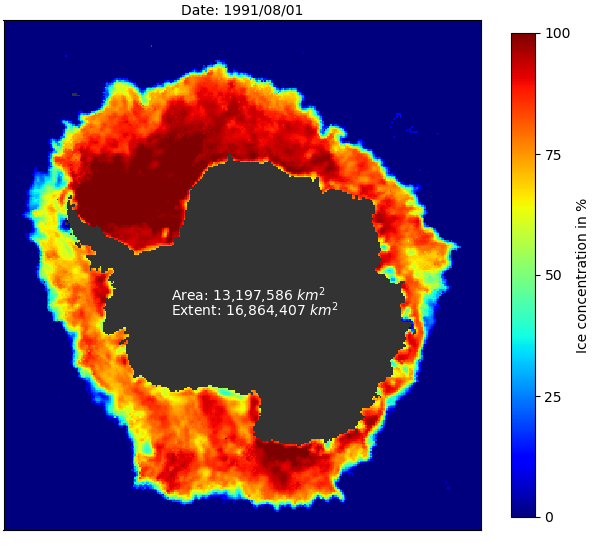 Date: 1991/08/01
100
75
50
25
0
Ice concentration in %
Area: 13,197,586 km²
Extent: 16,864,407 km²